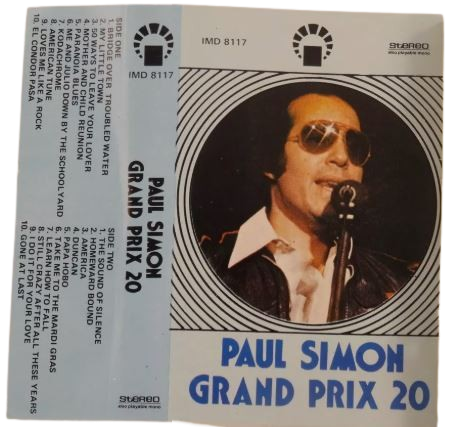 IMD 8117
SIDE ONE
1. BRIDGE OVER TROUBLED WATER
2. MY LITTLE TOWN
3. 50 WAYS TO LEAVE YOUR LOVER
4. MOTHER AND CHILD REUNION
5. PARANOIA BLUES
6. ME AND JULIO DOWN BY THE SCHOOLYARD
7. KODACHROME
8. AMERICAN TUNE
9. LOVES ME LIKE A ROCK
10. EL CONDOR PASA
PAUL SIMON
GRAND PRIX 20
SIDE TWO
1. THE SOUND OF SILENCE
2. HOMEWARD BOUND
3. AMERICA
4. DUNCAN
5. PAPA HOBO
6. TAKE ME TO THE MARDI GRAS
7. LEARN HOW TO FALL
8. STILL CRAZY AFTER ALL THESE YEARS
9. I DO IT FOR YOUR LOVE
10. GONE AT LAST
STEREO
also playable mono
IMD 8117
STEREO
also playable mono
PAUL SIMON
GRAND PRIX 20